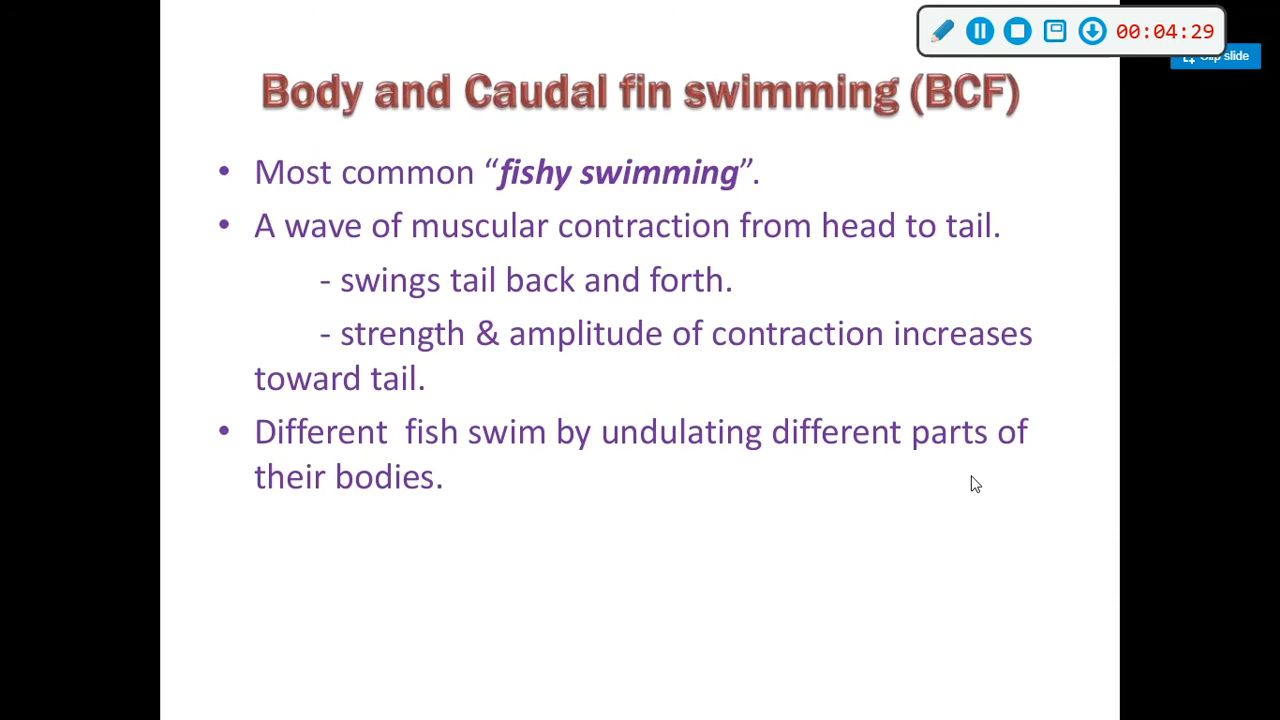 00:04:29
Clip slide
Body and Caudal fin swimming (BCF)
• Most common “fishy swimming”.
• A wave of muscular contraction from head to tail.
- swings tail back and forth.
- strength & amplitude of contraction increases
toward tail.
• Different fish swim by undulating different parts of
their bodies.